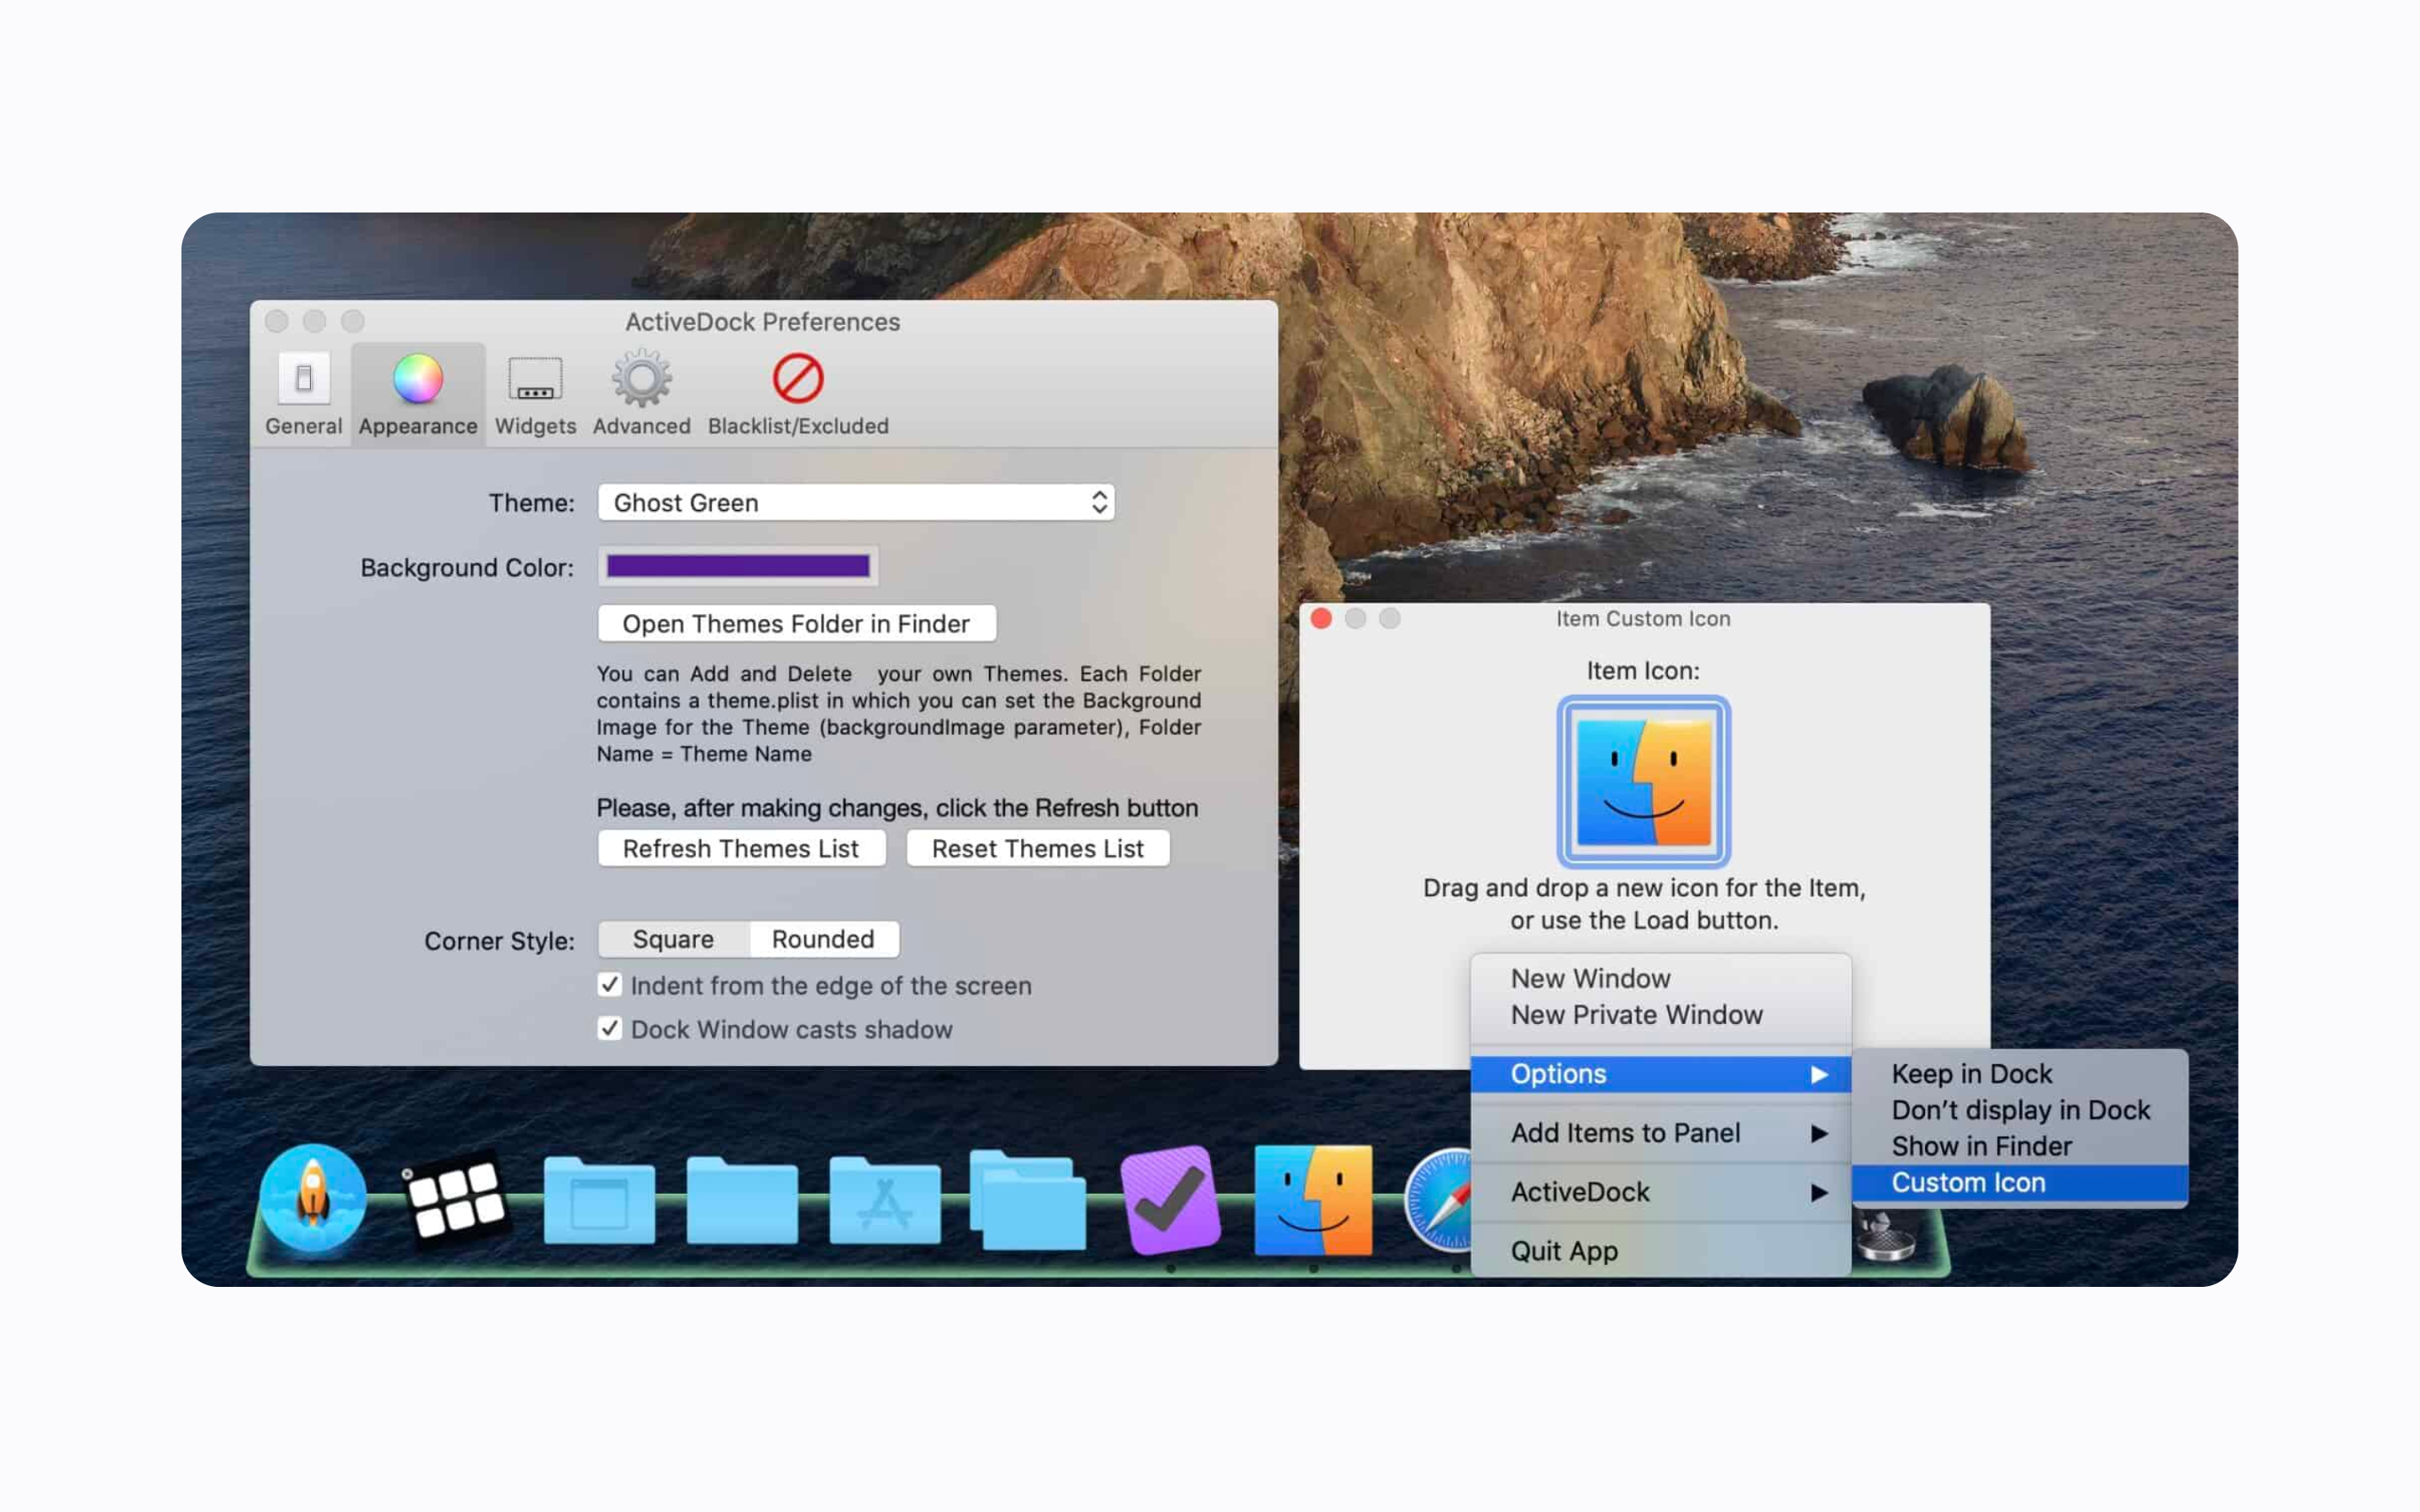 ActiveDock Preferences
General
Appearance
Widgets
Advanced
Blacklist/Excluded
Theme:
Ghost Green
Background Color:
Open Themes Folder in Finder
You can Add and Delete your own Themes. Each Folder
contains a theme.plist in which you can set the Background
Image for the Theme (backgroundImage parameter), Folder
Name = Theme Name
Please, after making changes, click the Refresh button
Refresh Themes List
Reset Themes List
Corner Style:
Square
Rounded
Indent from the edge of the screen
Dock Window casts shadow
Item Custom Icon
Item Icon:
Drag and drop a new icon for the Item,
or use the Load button.
New Window
New Private Window
Options
Add Items to Panel
ActiveDock
Quit App
Keep in Dock
Don't display in Dock
Show in Finder
Custom Icon